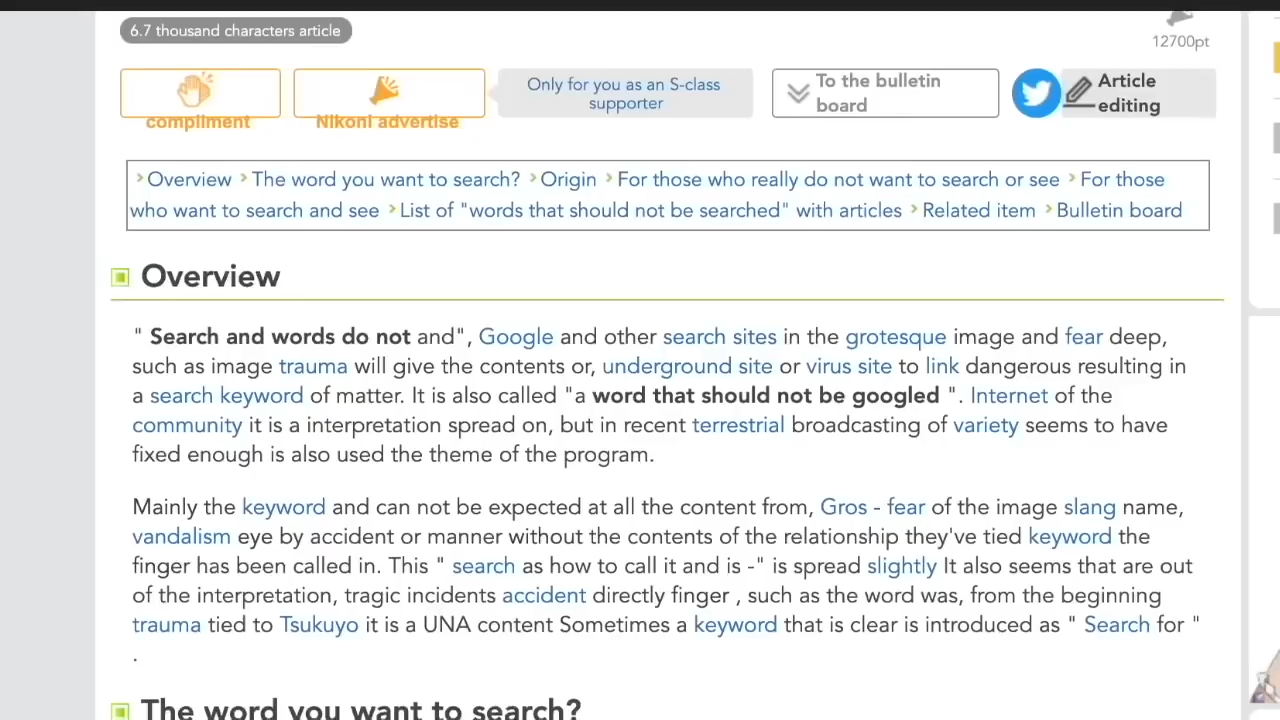 6.7 thousand characters article
12700pt
compliment
Nikoni advertise
Only for you as an S-class
supporter
To the bulletin
board
Article
editing
Overview The word you want to search? Origin For those who really do not want to search or see For those
who want to search and see List of "words that should not be searched" with articles Related item Bulletin board
Overview
" Search and words do not and", Google and other search sites in the grotesque image and fear deep,
such as image trauma will give the contents or, underground site or virus site to link dangerous resulting in
a search keyword of matter. It is also called "a word that should not be googled ". Internet of the
community it is a interpretation spread on, but in recent terrestrial broadcasting of variety seems to have
fixed enough is also used the theme of the program.
Mainly the keyword and can not be expected at all the content from, Gros - fear of the image slang name,
vandalism eye by accident or manner without the contents of the relationship they've tied keyword the
finger has been called in. This " search as how to call it and is -" is spread slightly It also seems that are out
of the interpretation, tragic incidents accident directly finger , such as the word was, from the beginning
trauma tied to Tsukuyo it is a UNA content Sometimes a keyword that is clear is introduced as " Search for "
.
The word you want to search?